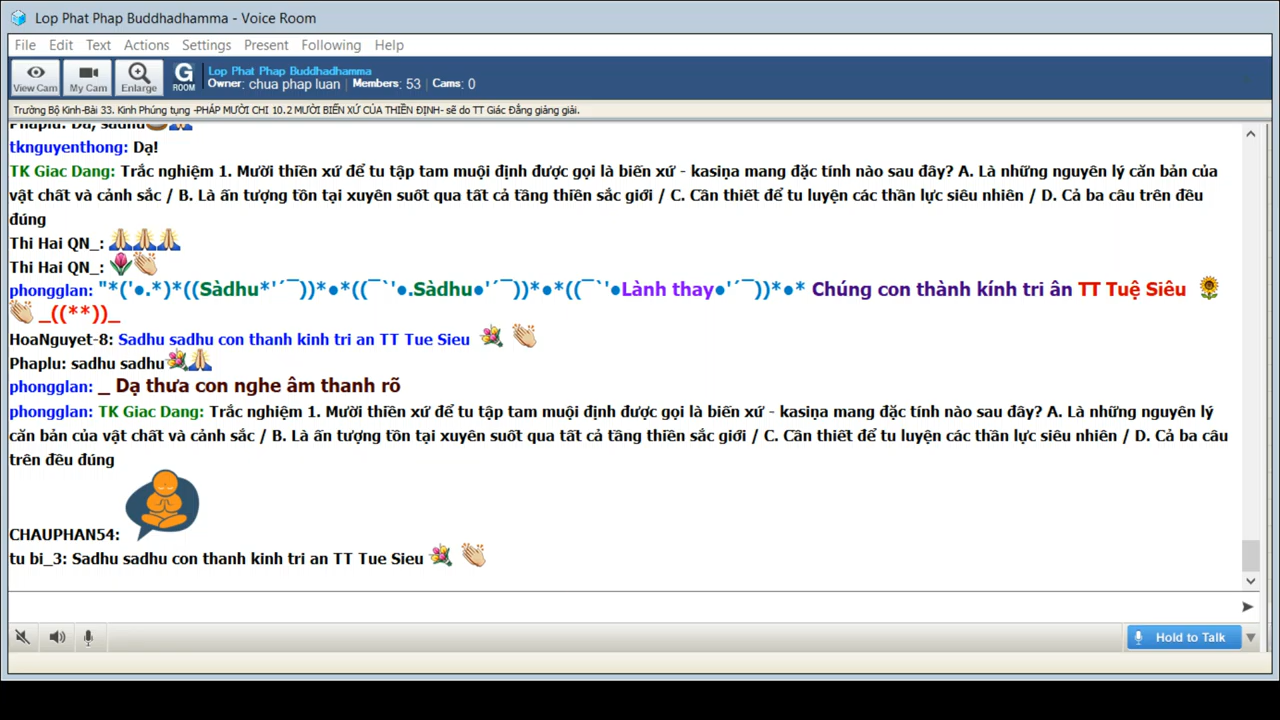 Lop Phat Phap Buddhadhamma - Voice Room
File Edit Text Actions Settings Present Following Help
View Cam My Cam Enlarge G ROOM Lop Phat Phap Buddhadhamma
Owner: chua phap luan Members: 53 Cams: 0
Trường Bộ Kinh-Bài 33. Kinh Phúng tụng -PHÁP MƯỜI CHI 10.2 MƯỜI BIẾN XỨ CỦA THIỀN ĐỊNH- sẽ do TT Giác Đẳng giảng giải.
Phaplu: Dạ, sadhu
tknguyenthong: Dạ!
TK Giac Dang: Trắc nghiệm 1. Mười thiền xứ để tu tập tam muội định được gọi là biến xứ - kasiṇa mang đặc tính nào sau đây? A. Là những nguyên lý căn bản của
vật chất và cảnh sắc / B. Là ấn tượng tồn tại xuyên suốt qua tất cả tầng thiền sắc giới / C. Cần thiết để tu luyện các thần lực siêu nhiên / D. Cả ba câu trên đều
đúng
Thi Hai QN_:
Thi Hai QN_:
phongglan: "*('●.*)*((Sàdhu*'´¯))*●*((¯`'●.Sàdhu●'´¯))*●*((¯`'●Lành thay●'´¯))*●* Chúng con thành kính tri ân TT Tuệ Siêu
_((**))_
HoaNguyet-8: Sadhu sadhu con thanh kinh tri an TT Tue Sieu
Phaplu: sadhu sadhu
phongglan: _ Dạ thưa con nghe âm thanh rõ
phongglan: TK Giac Dang: Trắc nghiệm 1. Mười thiền xứ để tu tập tam muội định được gọi là biến xứ - kasiṇa mang đặc tính nào sau đây? A. Là những nguyên lý
căn bản của vật chất và cảnh sắc / B. Là ấn tượng tồn tại xuyên suốt qua tất cả tầng thiền sắc giới / C. Cần thiết để tu luyện các thần lực siêu nhiên / D. Cả ba câu
trên đều đúng
CHAUPHAN54:
tu bi_3: Sadhu sadhu con thanh kinh tri an TT Tue Sieu
Hold to Talk